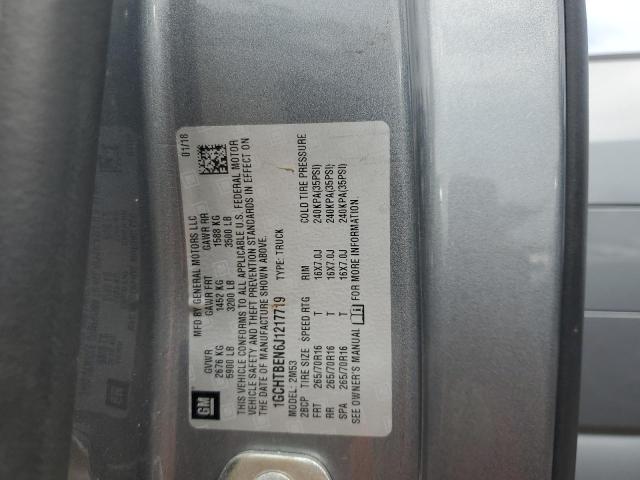 GM
MFD BY GENERAL MOTORS LLC 01/18
GVWR GAWR FRT GAWR RR
2676 KG 1452 KG 1588 KG
5900 LB 3200 LB 3500 LB
THIS VEHICLE CONFORMS TO ALL APPLICABLE U.S. FEDERAL MOTOR
VEHICLE SAFETY AND THEFT PREVENTION STANDARDS IN EFFECT ON
THE DATE OF MANUFACTURE SHOWN ABOVE.
1GCHTBEN6J1217719 TYPE: TRUCK
MODEL: 2M53
2BCP TIRE SIZE SPEED RTG RIM COLD TIRE PRESSURE
FRT 265/70R16 T 16X7.0J 240KPA(35PSI)
RR 265/70R16 T 16X7.0J 240KPA(35PSI)
SPA 265/70R16 T 16X7.0J 240KPA(35PSI)
SEE OWNER'S MANUAL FOR MORE INFORMATION.